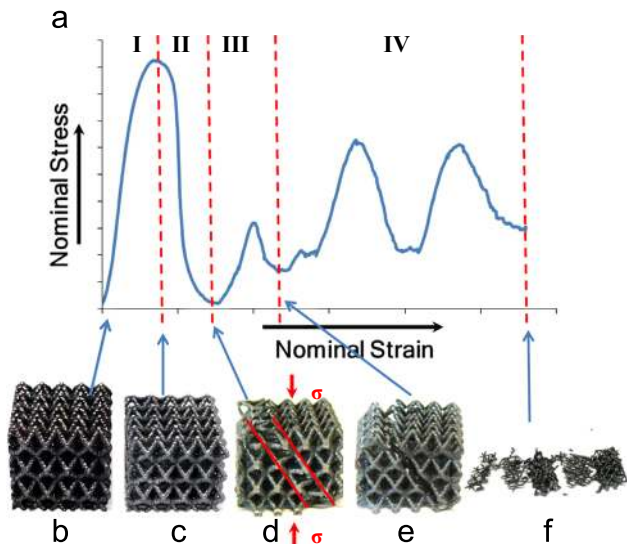 a
I II III IV
Nominal Stress
Nominal Strain
σ
b c d e f
σ